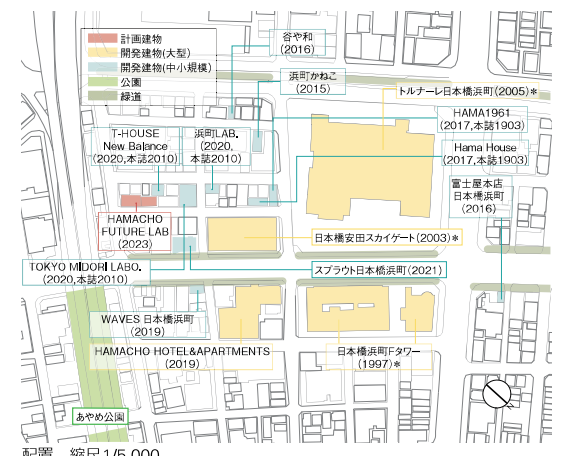 計画建物
開発建物(大型)
開発建物(中小規模)
公園
緑道
谷や和
(2016)
浜町かねこ
(2015)
トルナーレ日本橋浜町(2005)*
T-HOUSE
New Balance
(2020,
本誌2010)
浜町LAB.
(2020,
本誌2010)
HAMA1961
(2017,本誌1903)
Hama House
(2017,本誌1903)
富士屋本店
日本橋浜町
(2016)
HAMACHO
FUTURE LAB
(2023)
日本橋安田スカイゲート(2003)*
TOKYO MIDORI LABO.
(2020,本誌2010)
スプラウト日本橋浜町(2021)
WAVES 日本橋浜町
(2019)
HAMACHO HOTEL&APARTMENTS
(2019)
日本橋浜町Fタワー
(1997)*
あやめ公園
配置 縮尺1/5,000